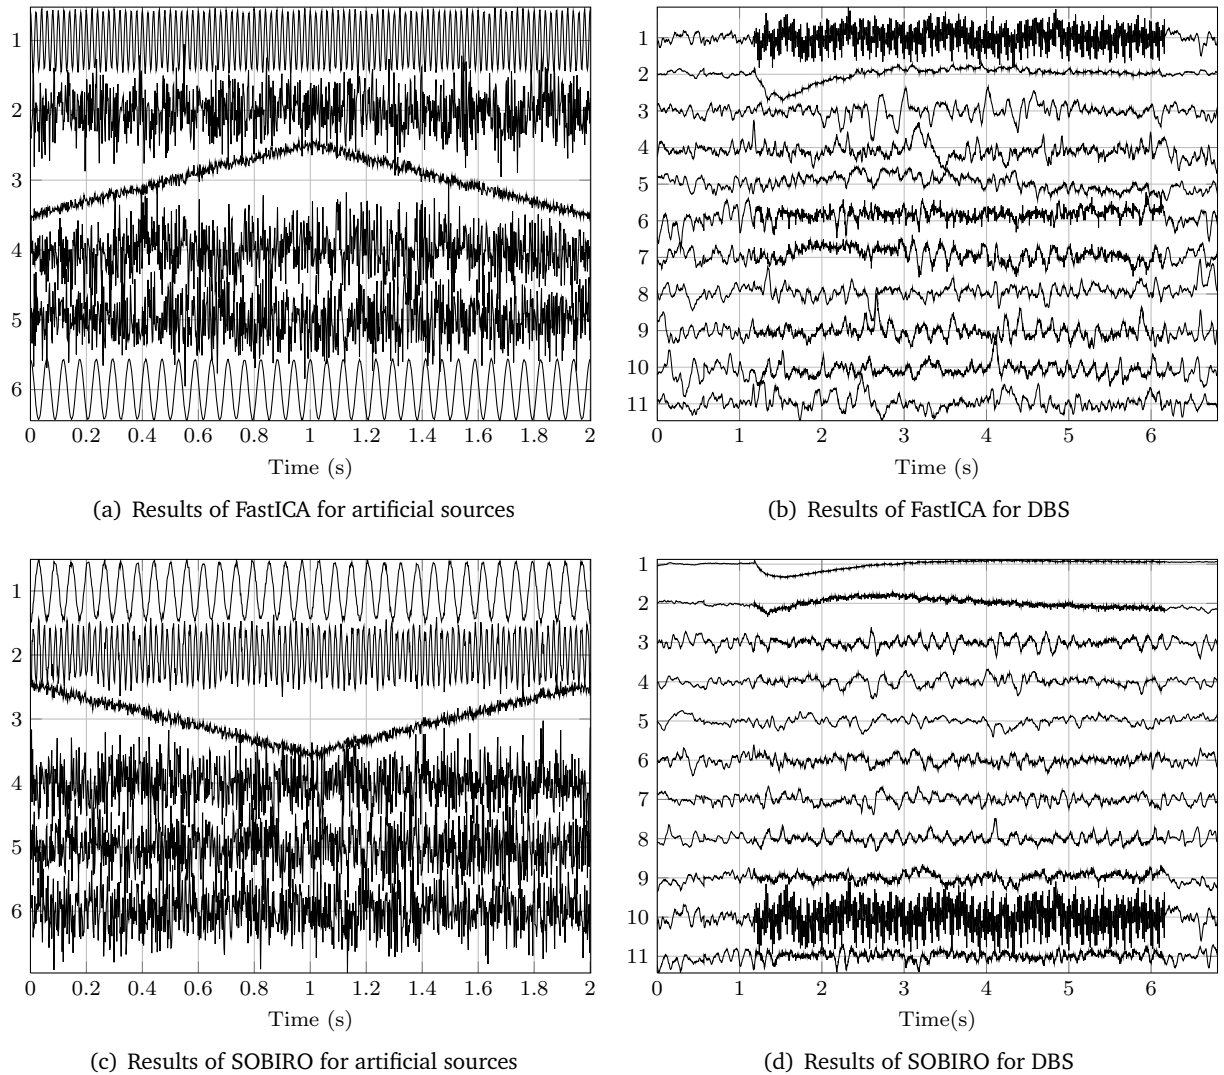 1
2
3
4
5
6
0 0.2 0.4 0.6 0.8 1 1.2 1.4 1.6 1.8 2
Time (s)
(a) Results of FastICA for artificial sources
1
2
3
4
5
6
7
8
9
10
11
0 1 2 3 4 5 6
Time (s)
(b) Results of FastICA for DBS
1
2
3
4
5
6
0 0.2 0.4 0.6 0.8 1 1.2 1.4 1.6 1.8 2
Time (s)
(c) Results of SOBIRO for artificial sources
1
2
3
4
5
6
7
8
9
10
11
0 1 2 3 4 5 6
Time(s)
(d) Results of SOBIRO for DBS